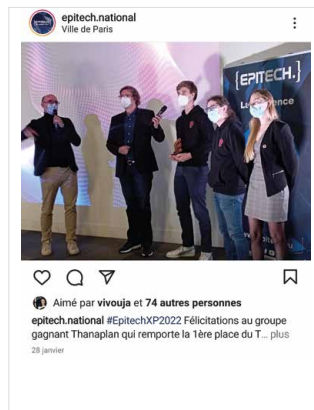 epitech.national
Ville de Paris
{EPITECH.}
Aimé par vivouja et 74 autres personnes
epitech.national #EpitechXP2022 Félicitations au groupe
gagnant Thanaplan qui remporte la 1ère place du T... plus
28 janvier